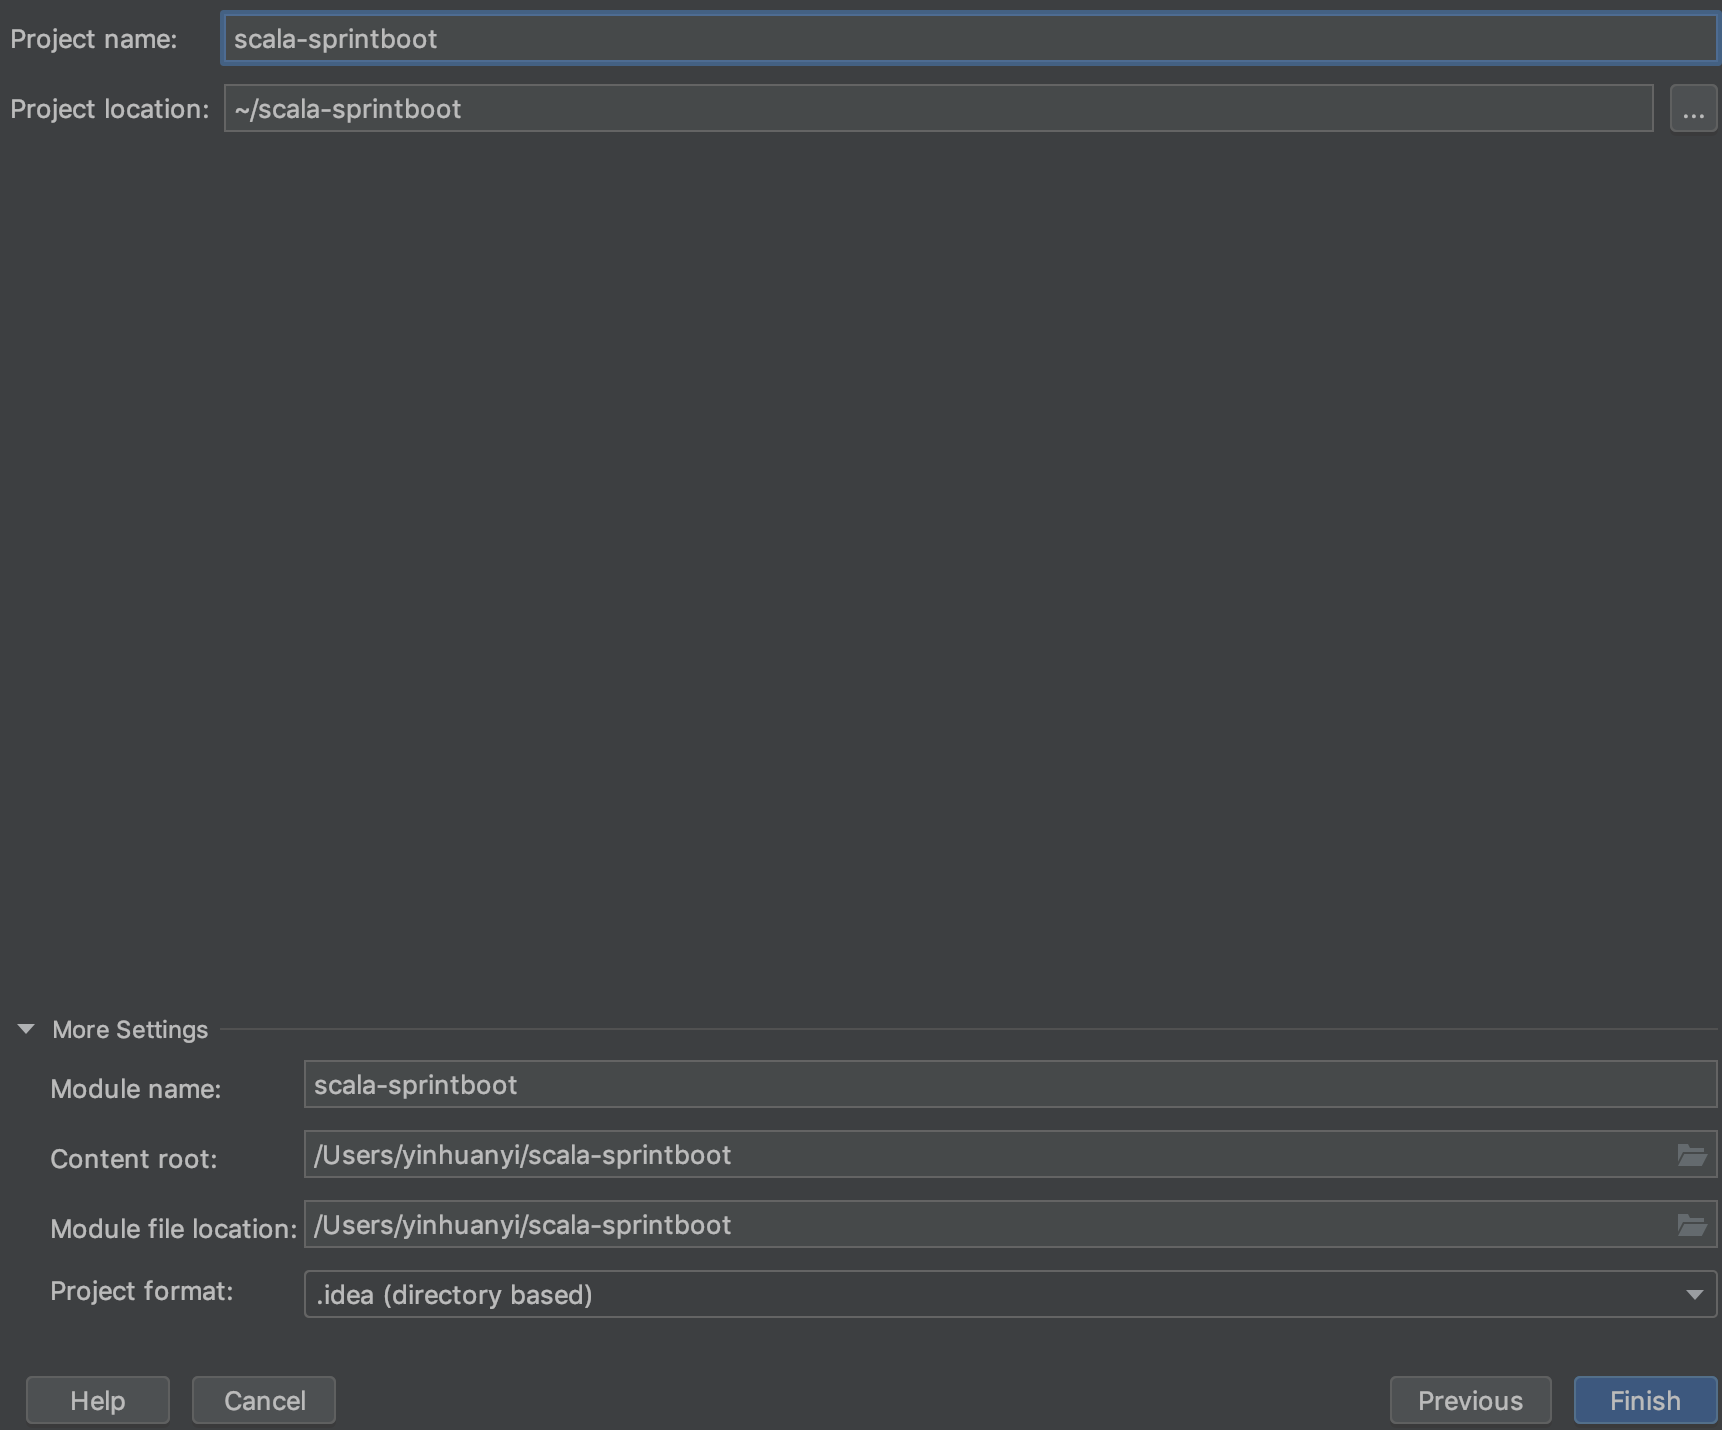 Project name: scala-sprintboot
Project location: ~/scala-sprintboot ...
More Settings
Module name: scala-sprintboot
Content root: /Users/yinhuanyi/scala-sprintboot
Module file location: /Users/yinhuanyi/scala-sprintboot
Project format: .idea (directory based)
Help Cancel Previous Finish